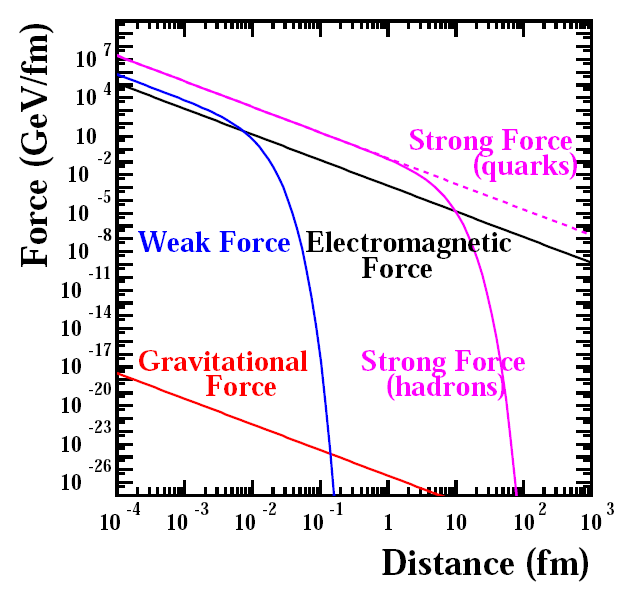 Force (GeV/fm)
10 7
10 4
10
10 -2
10 -5
10 -8
10 -11
10 -14
10 -17
10 -20
10 -23
10 -26
Strong Force
(quarks)
Weak Force
Electromagnetic
Force
Gravitational
Force
Strong Force
(hadrons)
10 -4 10 -3 10 -2 10 -1 1 10 10 2 10 3
Distance (fm)